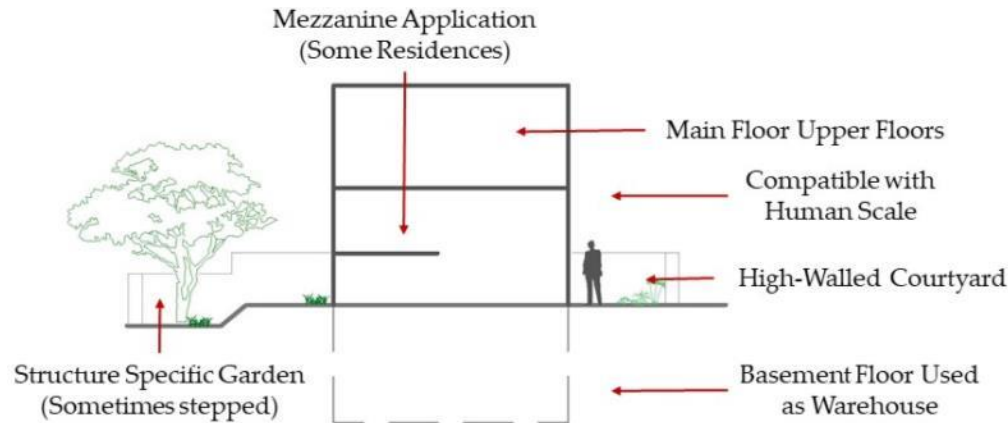 Mezzanine Application
(Some Residences)
Main Floor Upper Floors
Compatible with
Human Scale
High-Walled Courtyard
Structure Specific Garden
(Sometimes stepped)
Basement Floor Used
as Warehouse